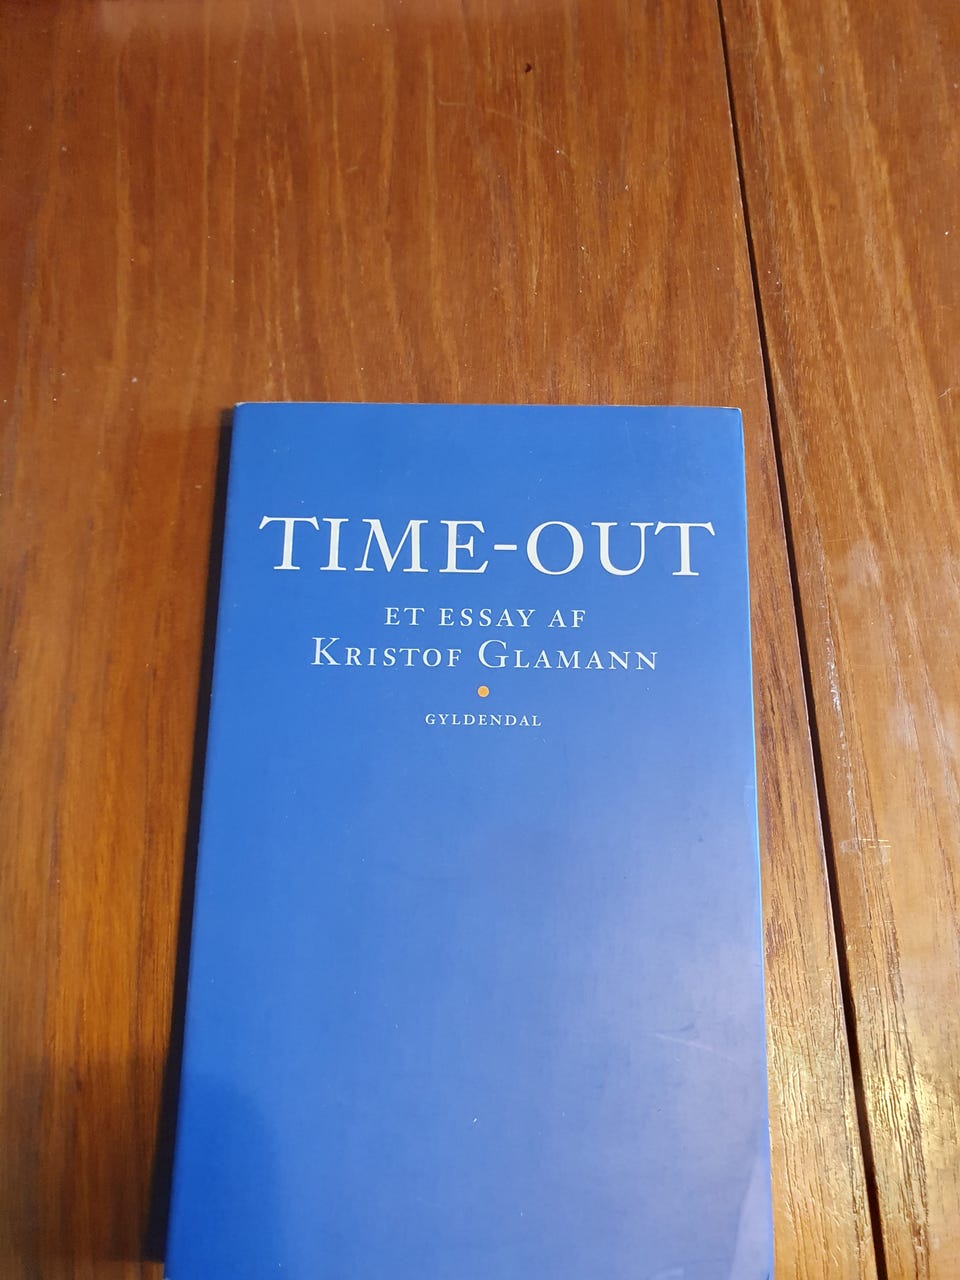 TIME-OUT
ET ESSAY AF
KRISTOF GLAMANN
GYLDENDAL